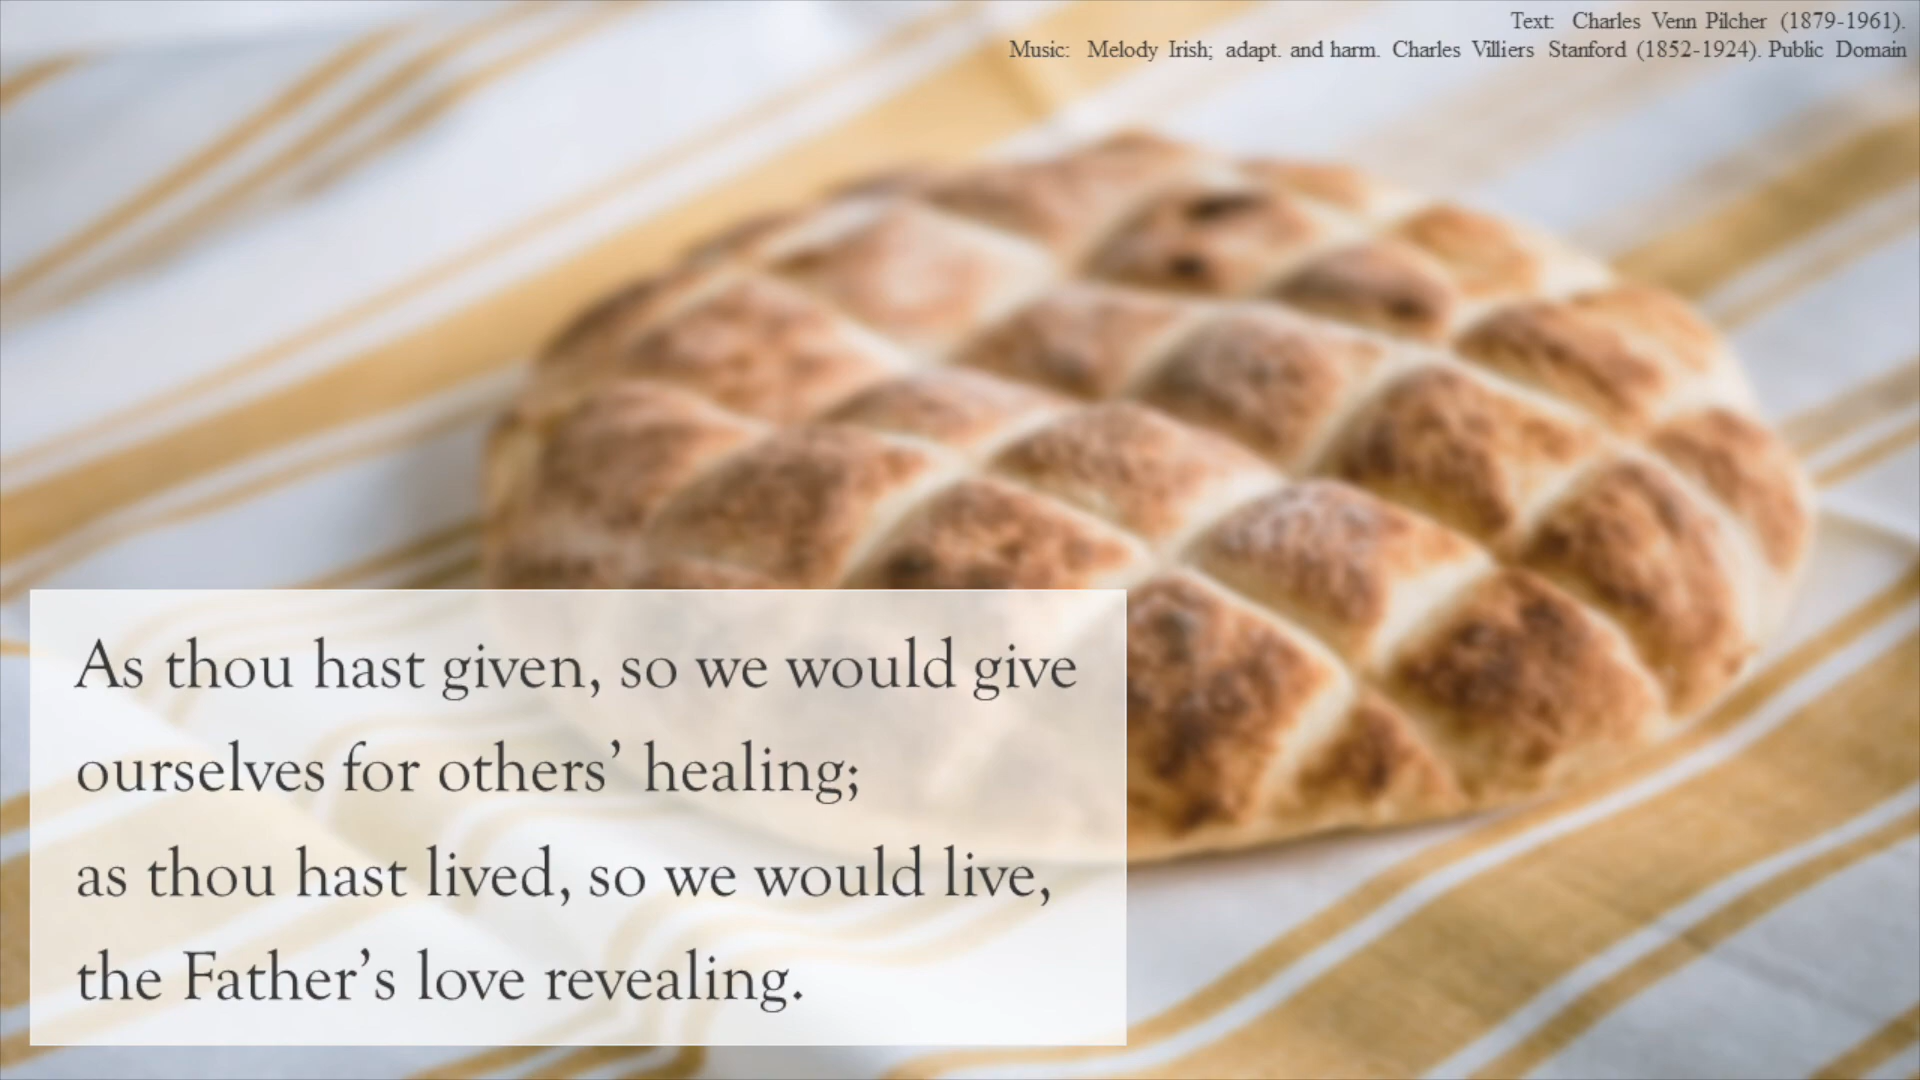 Text: Charles Venn Pilcher (1879-1961).
Music: Melody Irish; adapt. and harm. Charles Villiers Stanford (1852-1924). Public Domain
As thou hast given, so we would give
ourselves for others’ healing;
as thou hast lived, so we would live,
the Father’s love revealing.